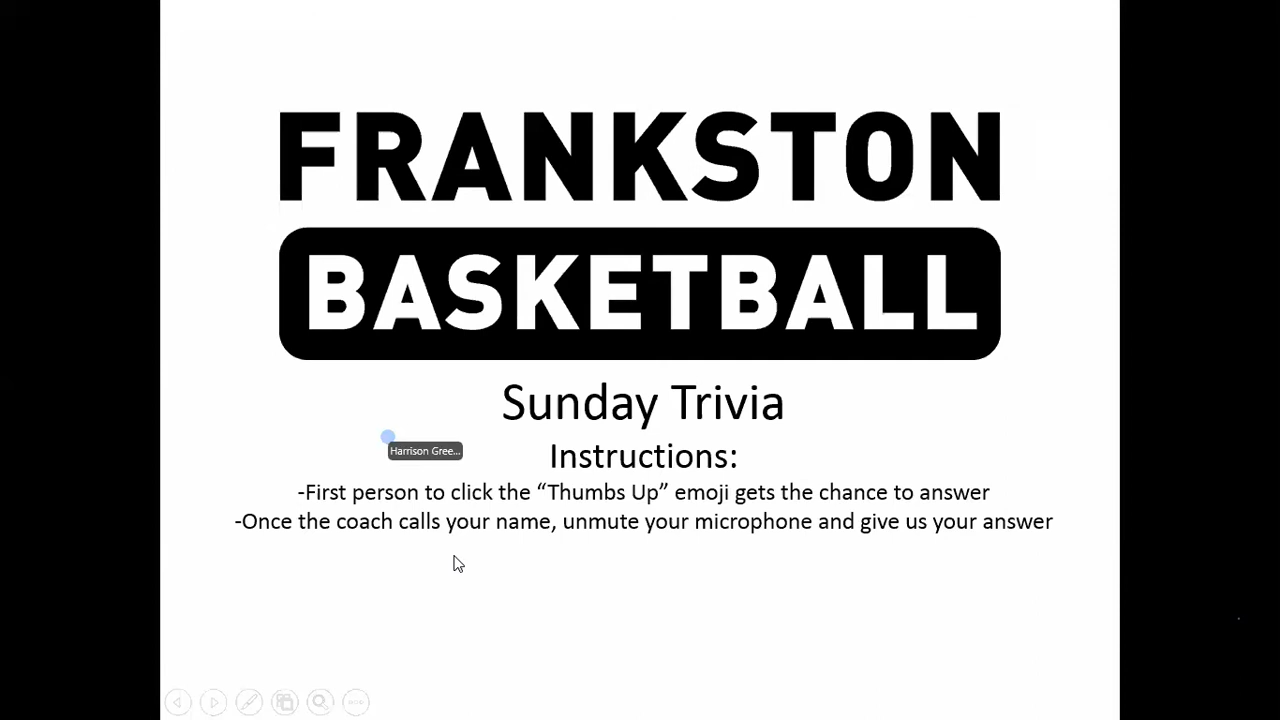 FRANKSTON
BASKETBALL
Sunday Trivia
Harrison Gree...
Instructions:
-First person to click the “Thumbs Up” emoji gets the chance to answer
-Once the coach calls your name, unmute your microphone and give us your answer